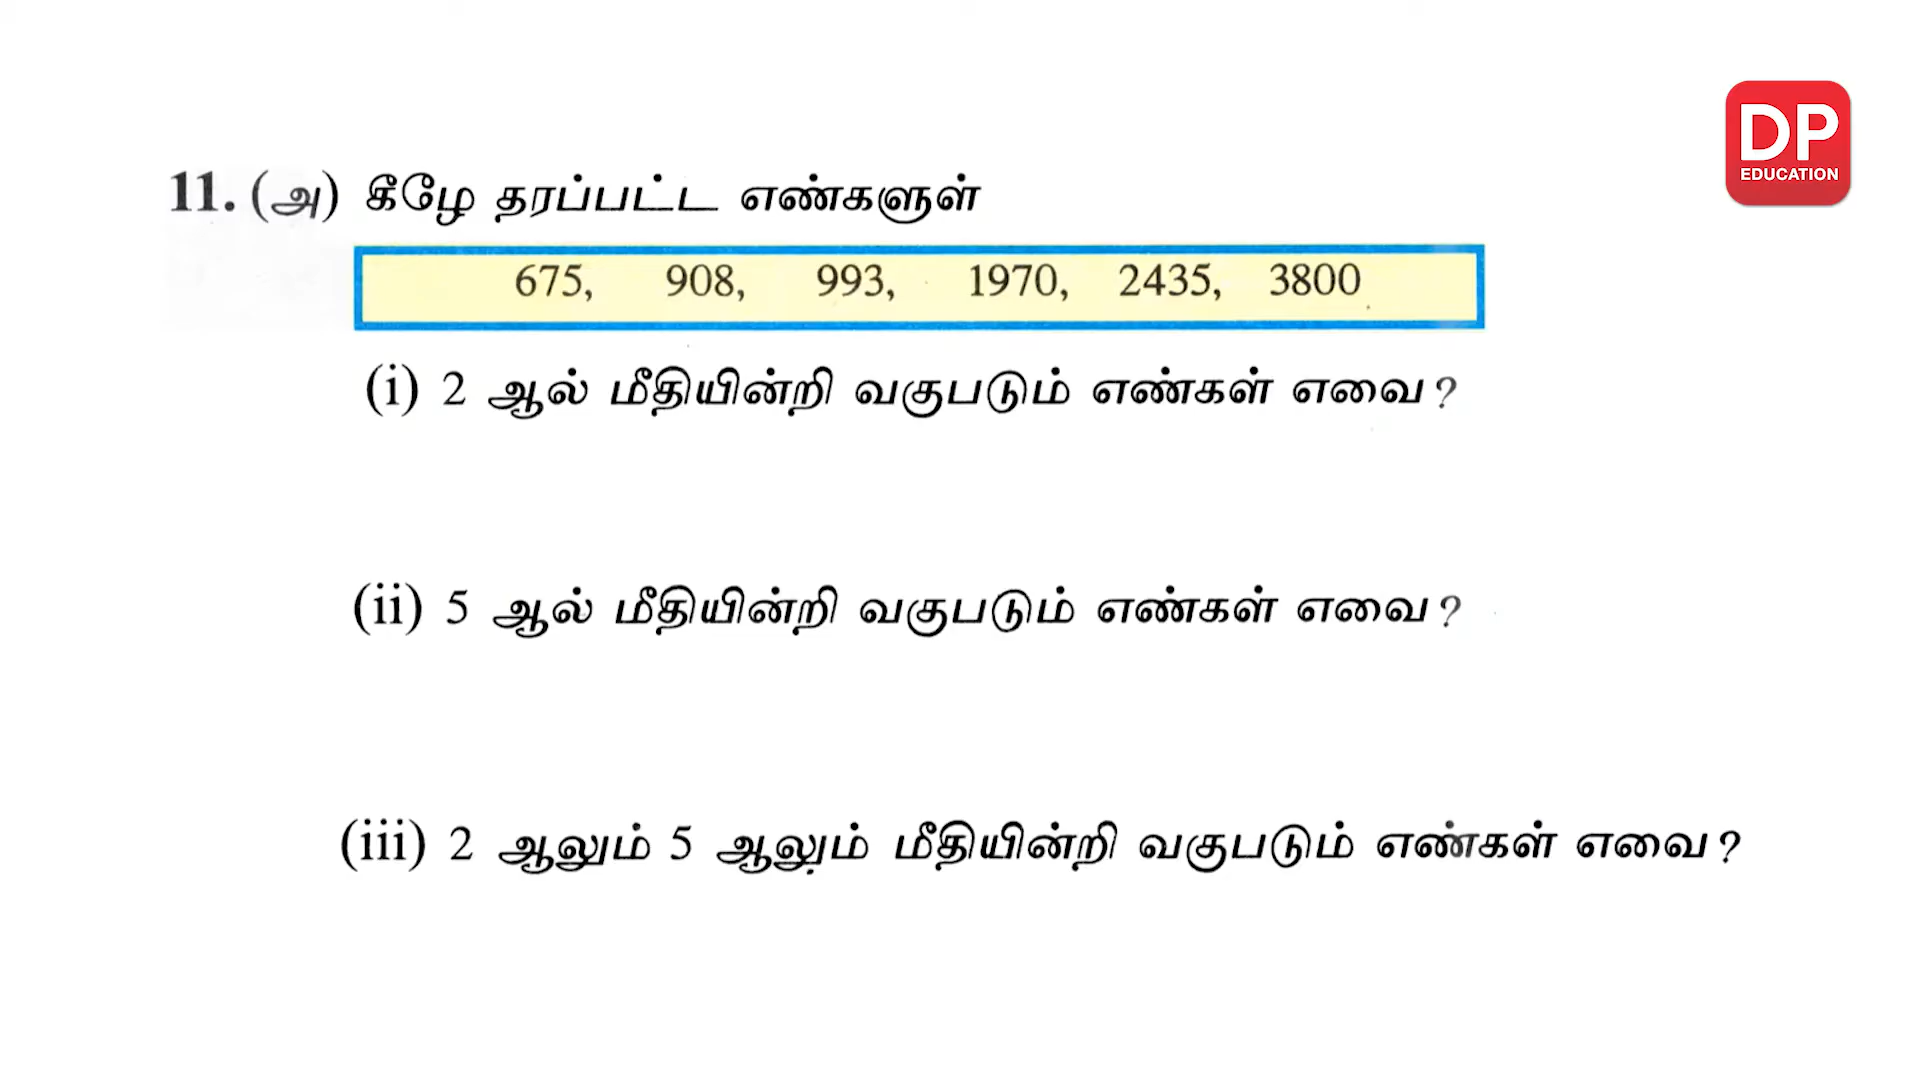 DP
EDUCATION
11. (அ) கீழே தரப்பட்ட எண்களுள்
675, 908, 993, 1970, 2435, 3800
(i) 2 ஆல் மீதியின்றி வகுபடும் எண்கள் எவை?
(ii) 5 ஆல் மீதியின்றி வகுபடும் எண்கள் எவை?
(iii) 2 ஆலும் 5 ஆலும் மீதியின்றி வகுபடும் எண்கள் எவை?